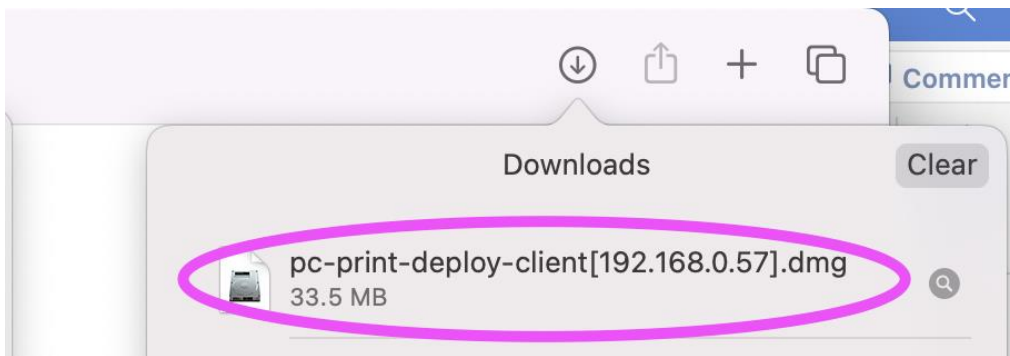 Commer
Downloads
Clear
pc-print-deploy-client[192.168.0.57].dmg
33.5 MB